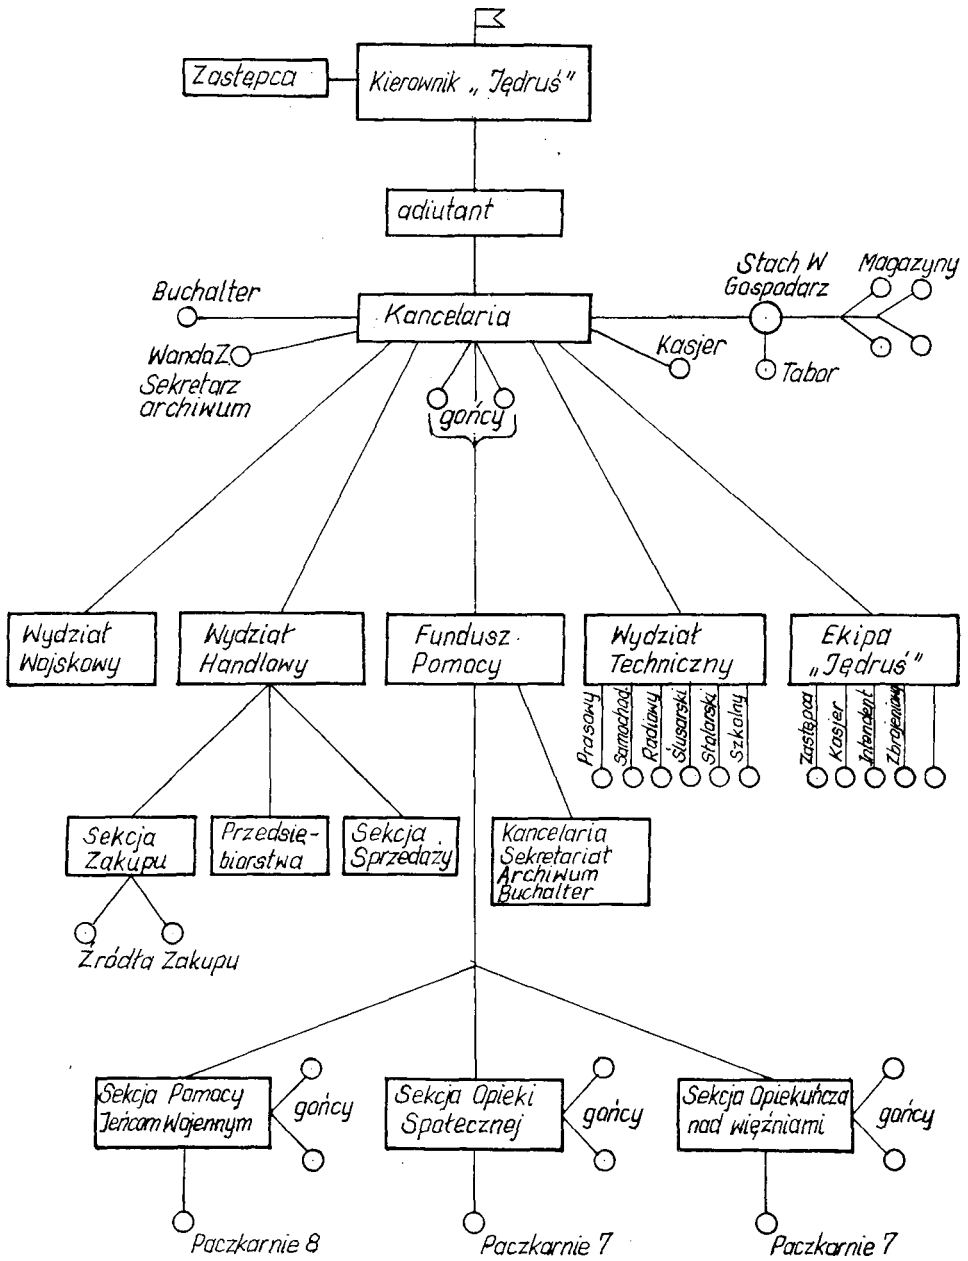 Zastępca
Kierownik „Jędruś"
adiutant
Stach W
Gospodarz
Magazyny
Buchalter
Kancelaria
Wanda Z.
Sekretarz
archiwum
Kasjer
Tabor
gońcy
Wydział
Wojskowy
Wydział
Handlowy
Fundusz
Pomocy
Wydział
Techniczny
Ekipa
„Jędruś"
Prasowy
Samochod.
Radiowy
Ślusarski
Stolarski
Szkolny
Zastępca
Kasjer
Intendent
Zbrojeniowy
Sekcja
Zakupu
Przedsię-
biorstwa
Sekcja
Sprzedaży
Kancelaria
Sekretariat
Archiwum
Buchalter
Źródła Zakupu
Sekcja Pomocy
Jeńcom Wojennym
gońcy
Sekcja Opieki
Społecznej
gońcy
Sekcja Opiekuńcza
nad więźniami
gońcy
Paczkarnie 8
Paczkarnie 7
Paczkarnie 7